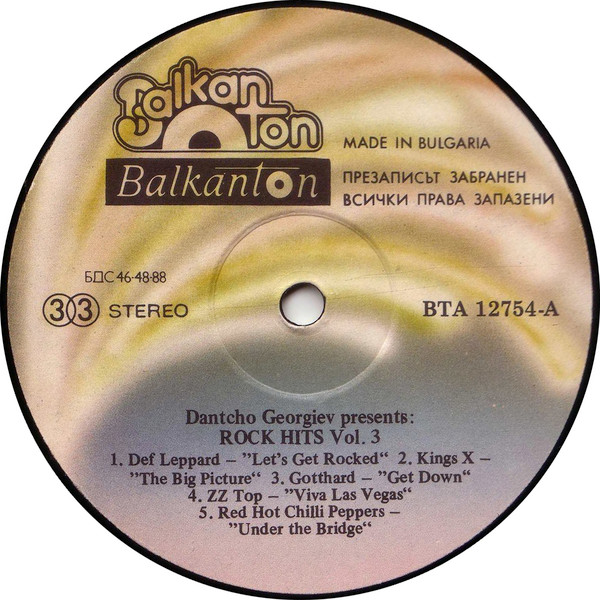 Balkan
ton
Balkanton
MADE IN BULGARIA
ПРЕЗАПИСЪТ ЗАБРАНЕН
ВСИЧКИ ПРАВА ЗАПАЗЕНИ
БДС 46-48-88
33 STEREO
ВТА 12754-А
Dantcho Georgiev presents:
ROCK HITS Vol. 3
1. Def Leppard – "Let's Get Rocked" 2. Kings X –
"The Big Picture" 3. Gotthard – "Get Down"
4. ZZ Top – "Viva Las Vegas"
5. Red Hot Chilli Peppers –
"Under the Bridge"